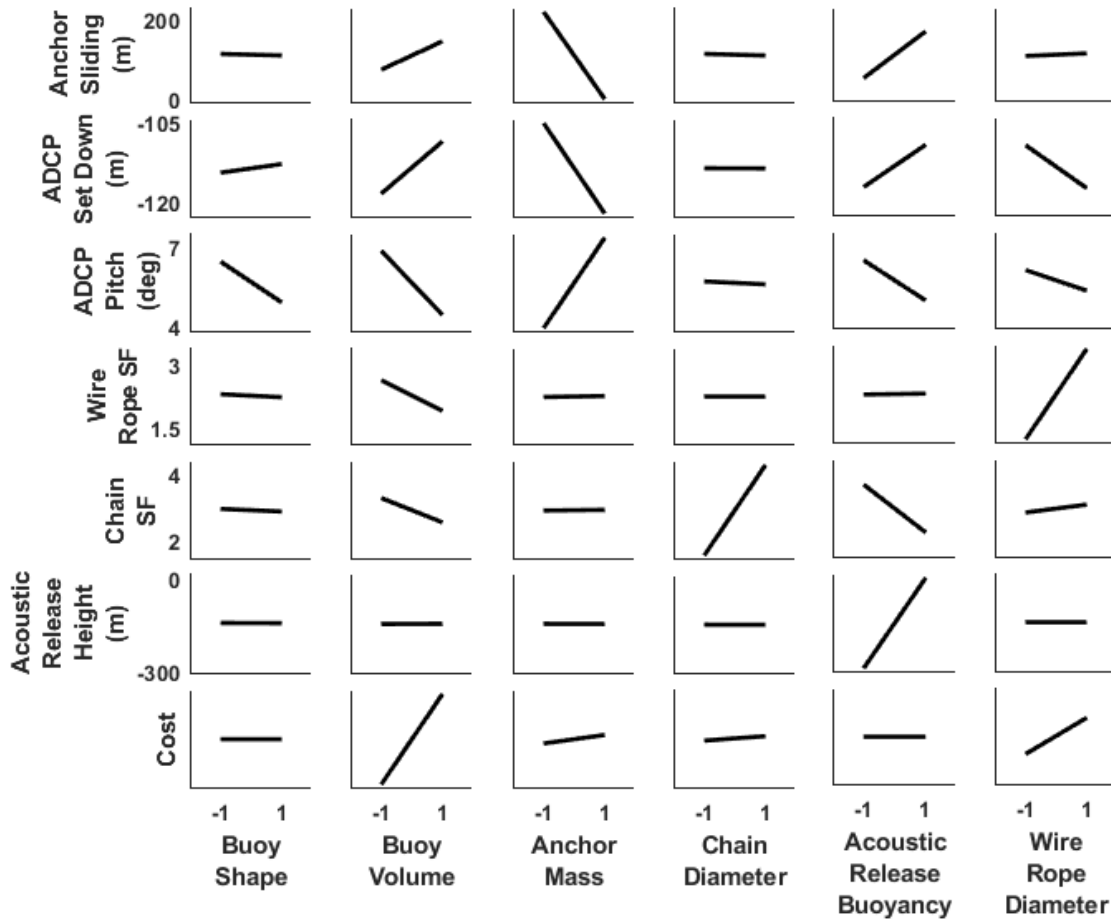 Anchor
Sliding
(m)
200
0
ADCP
Set Down
(m)
-105
-120
ADCP
Pitch
(deg)
7
4
Wire
Rope SF
3
1.5
Chain
SF
4
2
Acoustic
Release
Height
(m)
0
-300
Cost
-1 1 -1 1 -1 1 -1 1 -1 1 -1 1
Buoy
Shape
Buoy
Volume
Anchor
Mass
Chain
Diameter
Acoustic
Release
Buoyancy
Wire
Rope
Diameter